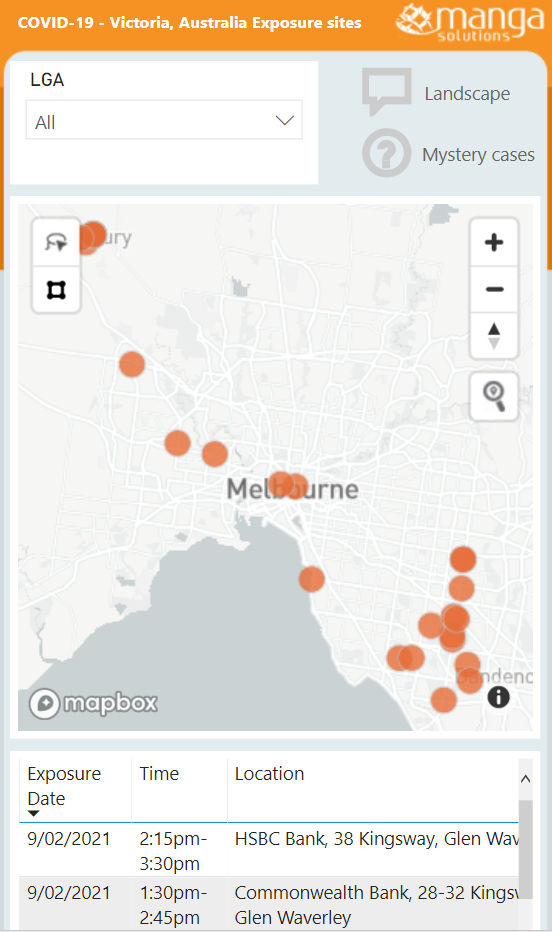 COVID-19 - Victoria, Australia Exposure sites
manga
solutions
LGA
All
Landscape
Mystery cases
ury
Melbourne
Dandenc
mapbox
Exposure
Date
Time
Location
9/02/2021
2:15pm-
3:30pm
HSBC Bank, 38 Kingsway, Glen Wav
9/02/2021
1:30pm-
2:45pm
Commonwealth Bank, 28-32 Kingsw
Glen Waverley